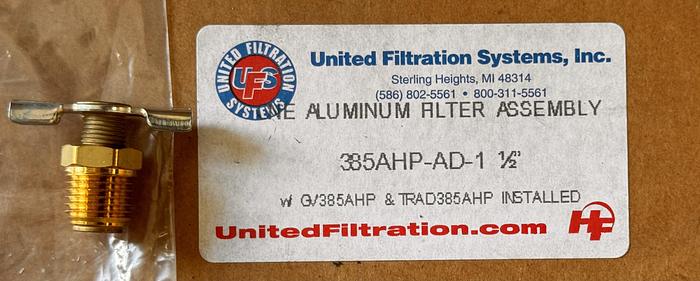 UNITED FILTRATION
UFS
SYSTEMS
United Filtration Systems, Inc.
Sterling Heights, MI 48314
(586) 802-5561 • 800-311-5561
ALUMINUM FILTER ASSEMBLY
385AHP-AD-1 ½"
w/ G/385AHP & TRAD385AHP INSTALLED
UnitedFiltration.com